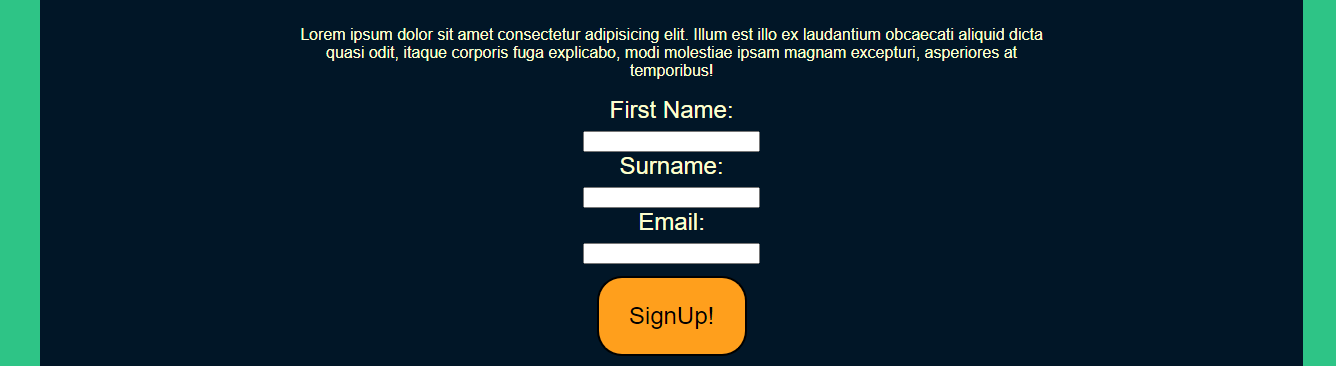 Lorem ipsum dolor sit amet consectetur adipisicing elit. Illum est illo ex laudantium obcaecati aliquid dicta
quasi odit, itaque corporis fuga explicabo, modi molestiae ipsam magnam excepturi, asperiores at
temporibus!
First Name:
Surname:
Email:
SignUp!